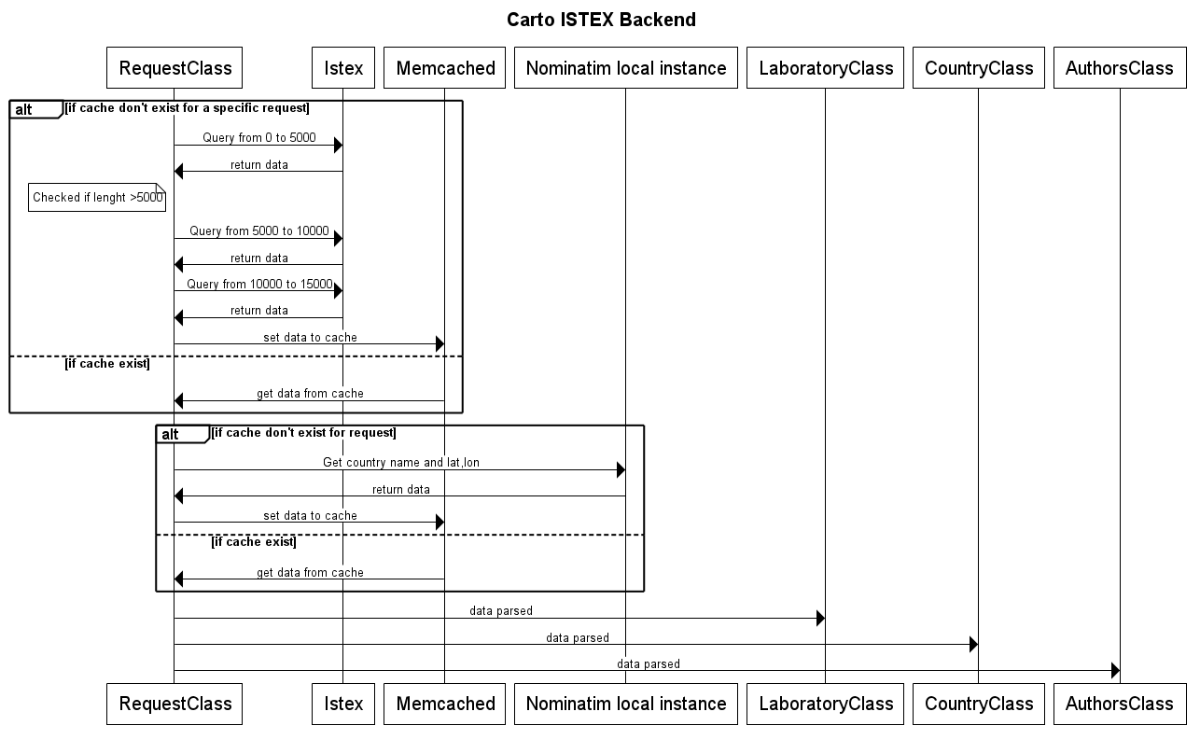 Carto ISTEX Backend
RequestClass Istex Memcached Nominatim local instance LaboratoryClass CountryClass AuthorsClass
alt [if cache don't exist for a specific request]
Query from 0 to 5000
return data
Checked if lenght >5000
Query from 5000 to 10000
return data
Query from 10000 to 15000
return data
set data to cache
[if cache exist]
get data from cache
alt [if cache don't exist for request]
Get country name and lat,lon
return data
set data to cache
[if cache exist]
get data from cache
data parsed
data parsed
data parsed
RequestClass Istex Memcached Nominatim local instance LaboratoryClass CountryClass AuthorsClass